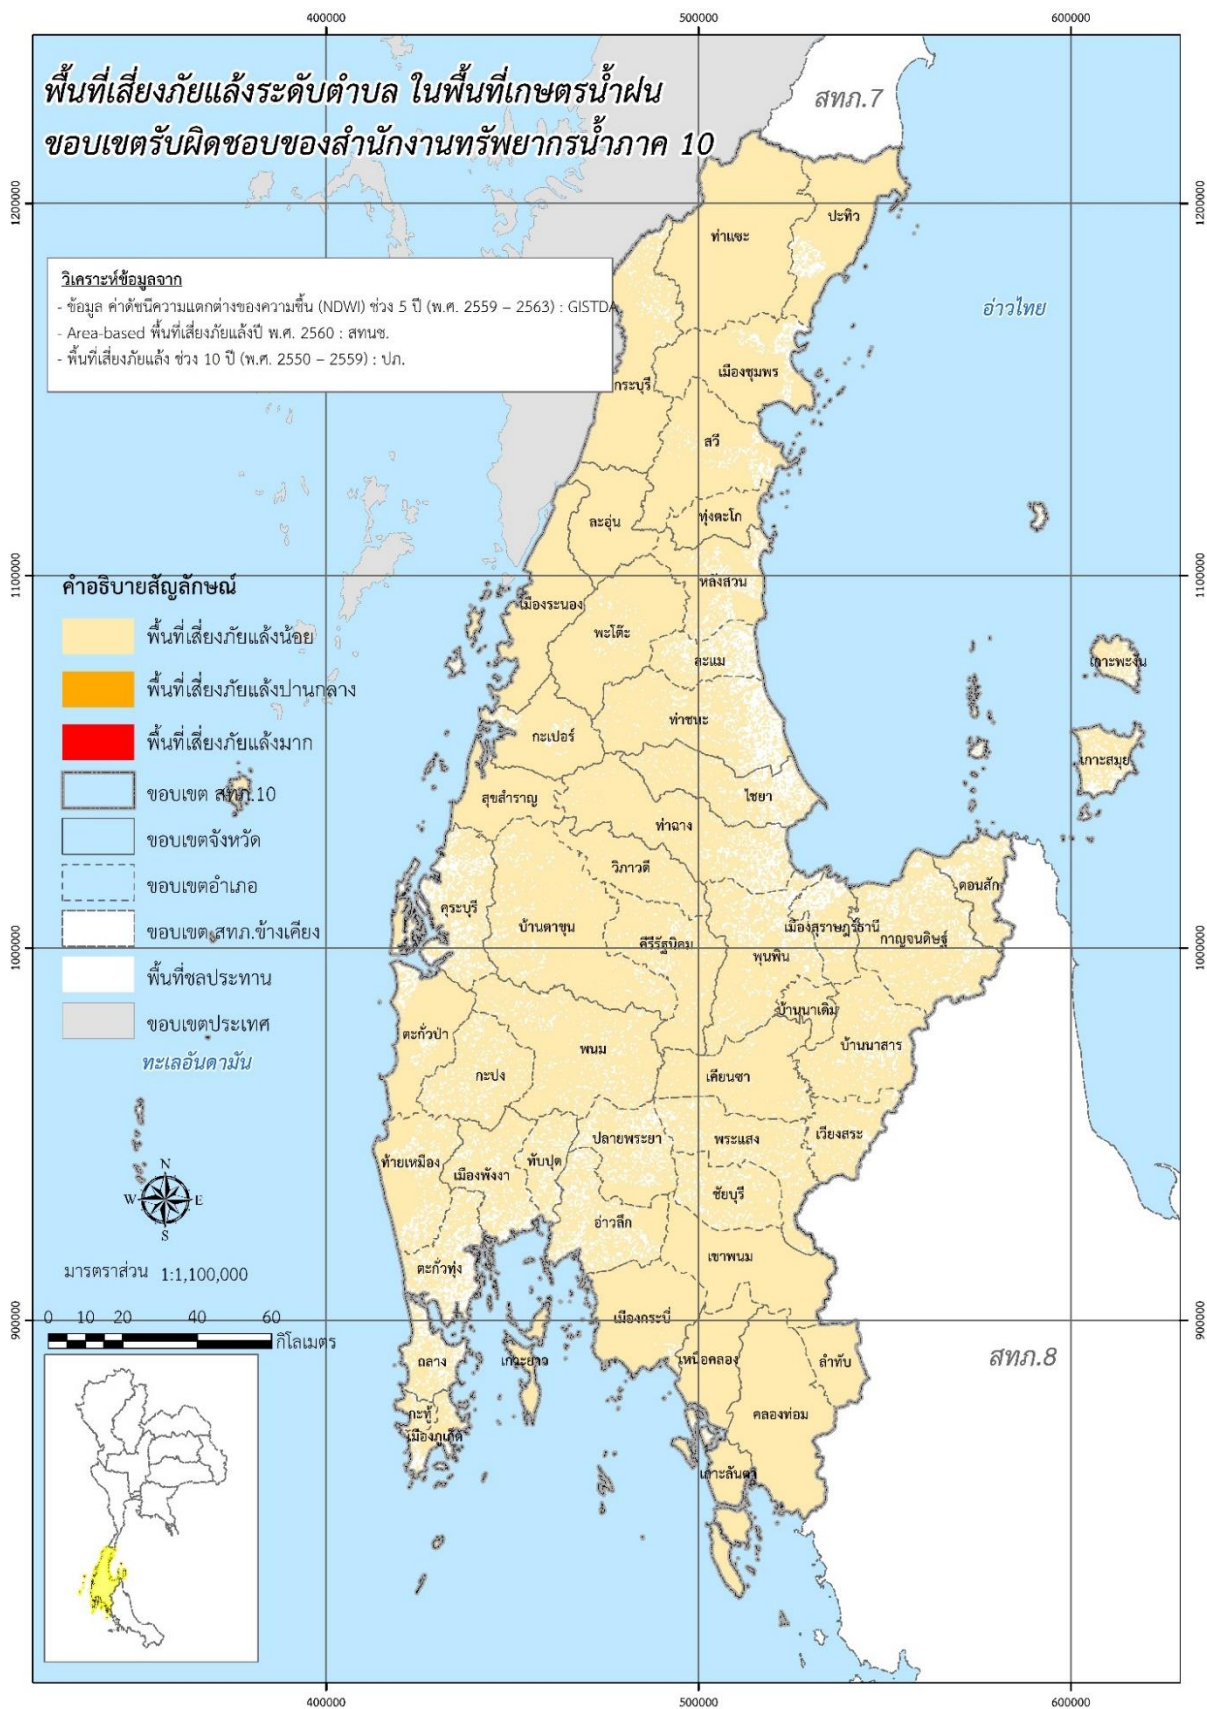 400000 500000 600000
พื้นที่เสี่ยงภัยแล้งระดับตำบล ในพื้นที่เกษตรน้ำฝน
ขอบเขตรับผิดชอบของสำนักงานทรัพยากรน้ำภาค 10
สทภ.7
1200000 1200000
ปะทิว
ท่าแซะ
วิเคราะห์ข้อมูลจาก
- ข้อมูล ค่าดัชนีความแตกต่างของความชื้น (NDWI) ช่วง 5 ปี (พ.ศ. 2559 – 2563) : GISTDA
- Area-based พื้นที่เสี่ยงภัยแล้งปี พ.ศ. 2560 : สทนช.
- พื้นที่เสี่ยงภัยแล้ง ช่วง 10 ปี (พ.ศ. 2550 – 2559) : ปภ.
อ่าวไทย
เมืองชุมพร
กระบุรี
สวี
ทุ่งตะโก
ละอุ่น
1100000 1100000
หลังสวน
เมืองระนอง
พะโต๊ะ
ละแม
เกาะพะงัน
ท่าชนะ
กะเปอร์
เกาะสมุย
ไชยา
สุขสำราญ
ท่าฉาง
วิภาวดี
ดอนสัก
คุระบุรี
บ้านตาขุน
คีรีรัฐนิคม
เมืองสุราษฎร์ธานี
กาญจนดิษฐ์
1000000 1000000
พุนพิน
บ้านนาเดิม
ตะกั่วป่า
บ้านนาสาร
พนม
กะปง
เคียนซา
คำอธิบายสัญลักษณ์
พื้นที่เสี่ยงภัยแล้งน้อย
พื้นที่เสี่ยงภัยแล้งปานกลาง
พื้นที่เสี่ยงภัยแล้งมาก
ขอบเขต สทภ.10
ขอบเขตจังหวัด
ขอบเขตอำเภอ
ขอบเขต สทภ.ข้างเคียง
พื้นที่ชลประทาน
ขอบเขตประเทศ
ทะเลอันดามัน
ปลายพระยา
พระแสง
เวียงสระ
ท้ายเหมือง
เมืองพังงา
ทับปุด
ชัยบุรี
N
W E
S
อ่าวลึก
เขาพนม
ตะกั่วทุ่ง
มาตราส่วน 1:1,100,000
0 10 20 40 60
กิโลเมตร
900000 900000
เมืองกระบี่
ถลาง
เกาะยาว
เหนือคลอง
ลำทับ
สทภ.8
กะทู้
คลองท่อม
เมืองภูเก็ต
เกาะลันตา
400000 500000 600000